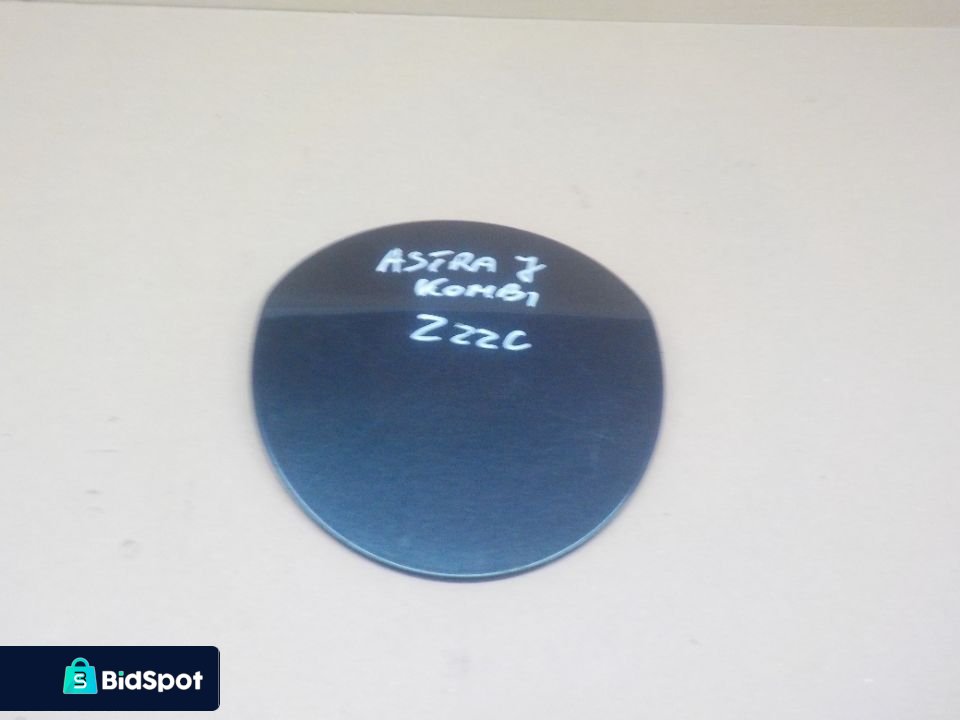 ASTRA J
KOMBI
Z22C
BidSpot